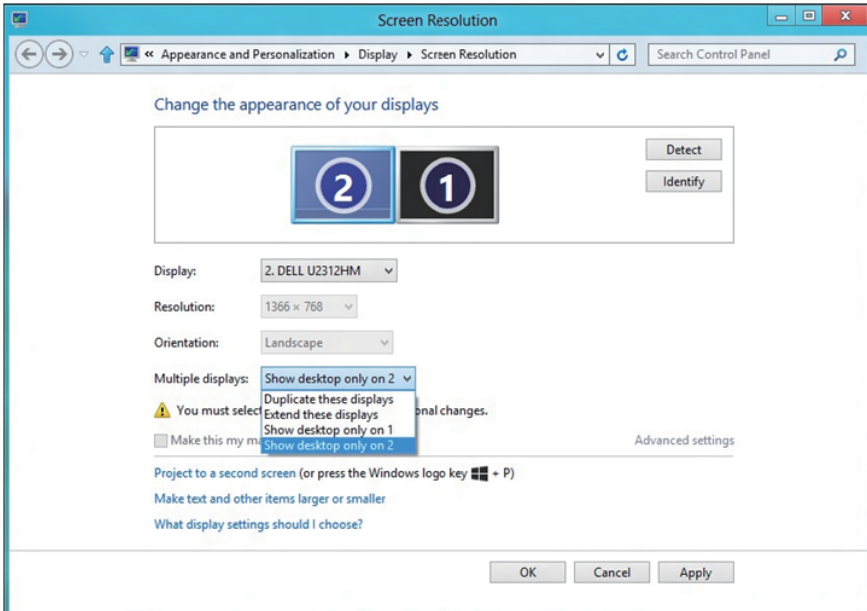 Screen Resolution
« Appearance and Personalization ▸ Display ▸ Screen Resolution
Search Control Panel
Change the appearance of your displays
2
1
Detect
Identify
Display: 2. DELL U2312HM
Resolution: 1366 × 768
Orientation: Landscape
Multiple displays: Show desktop only on 2
Duplicate these displays
You must selec onal changes.
Extend these displays
Show desktop only on 1
Make this my m
Show desktop only on 2
Advanced settings
Project to a second screen (or press the Windows logo key + P)
Make text and other items larger or smaller
What display settings should I choose?
OK Cancel Apply